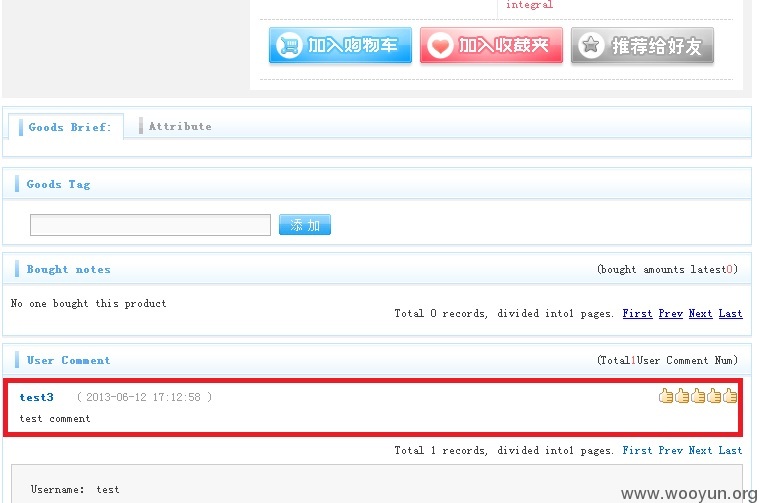 integral
加入购物车 加入收藏夹 推荐给好友
Goods Brief: Attribute
Goods Tag
添 加
Bought notes (bought amounts latest0)
No one bought this product
Total 0 records, divided into1 pages. First Prev Next Last
User Comment (Total1User Comment Num)
test3 ( 2013-06-12 17:12:58 )
test comment
Total 1 records, divided into1 pages. First Prev Next Last
Username: test
www.wooyun.org